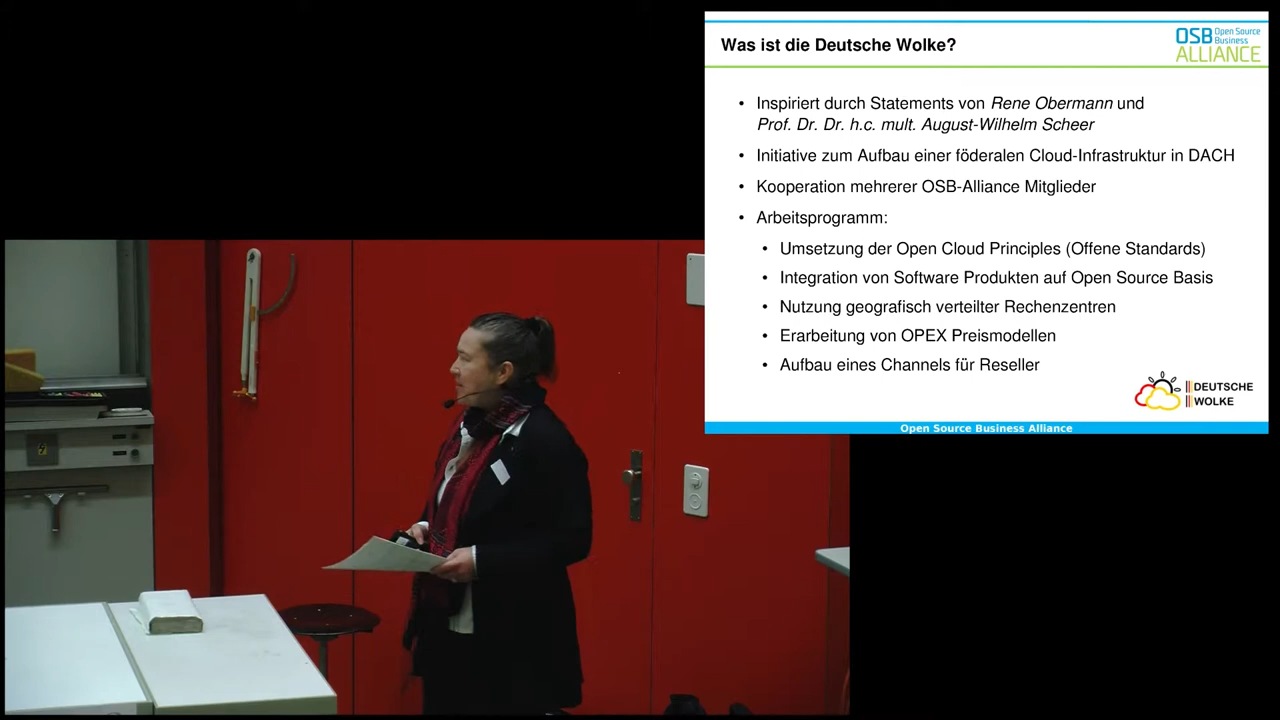 Was ist die Deutsche Wolke?
OSB Open Source
Business
ALLIANCE
• Inspiriert durch Statements von Rene Obermann und
Prof. Dr. Dr. h.c. mult. August-Wilhelm Scheer
• Initiative zum Aufbau einer föderalen Cloud-Infrastruktur in DACH
• Kooperation mehrerer OSB-Alliance Mitglieder
• Arbeitsprogramm:
• Umsetzung der Open Cloud Principles (Offene Standards)
• Integration von Software Produkten auf Open Source Basis
• Nutzung geografisch verteilter Rechenzentren
• Erarbeitung von OPEX Preismodellen
• Aufbau eines Channels für Reseller
DEUTSCHE
WOLKE
Open Source Business Alliance